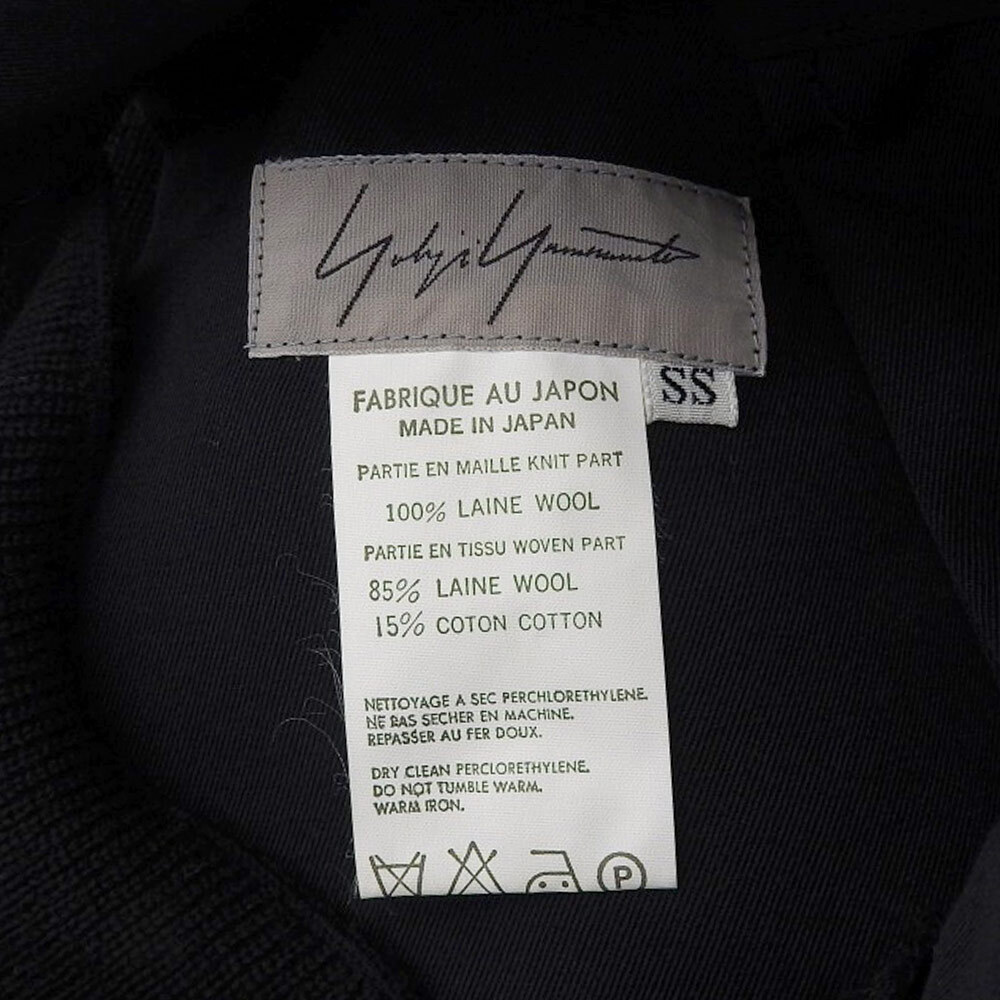 Yohji Yamamoto
SS
FABRIQUE AU JAPON
MADE IN JAPAN
PARTIE EN MAILLE KNIT PART
100% LAINE WOOL
PARTIE EN TISSU WOVEN PART
85% LAINE WOOL
15% COTON COTTON
NETTOYAGE A SEC PERCHLORETHYLENE.
NE PAS SECHER EN MACHINE.
REPASSER AU FER DOUX.
DRY CLEAN PERCLORETHYLENE.
DO NOT TUMBLE WARM.
WARM IRON.
P